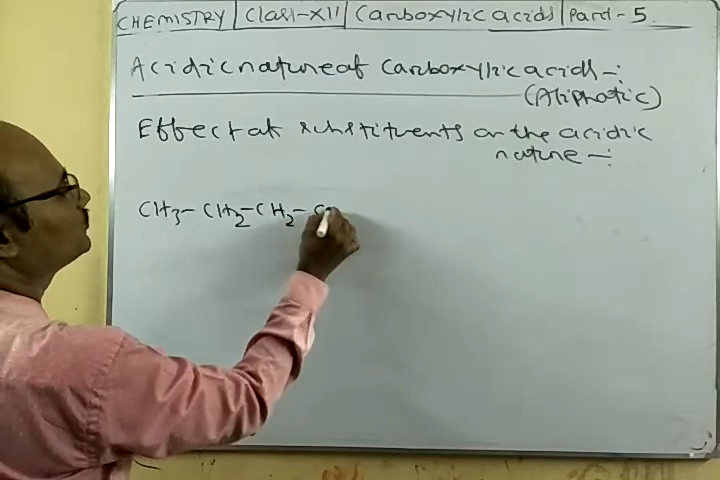 CHEMISTRY | Class-XII | Carboxylic acids | Part-5
Acidic nature of Carboxylic acids -:
(Aliphatic)
Effect of substituents on the acidic
nature -:
CH3-CH2-CH2-C